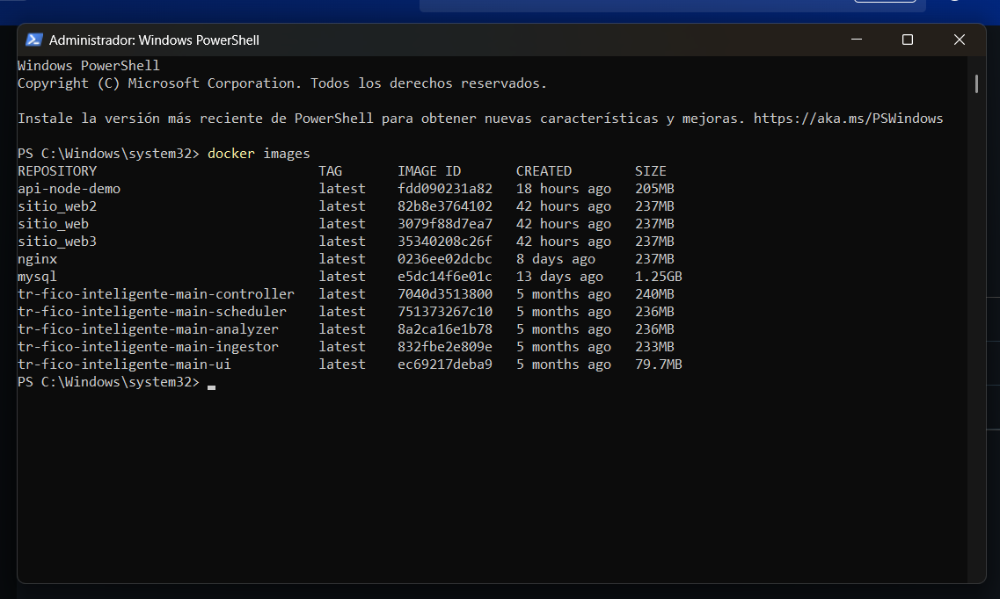 Administrador: Windows PowerShell
Windows PowerShell
Copyright (C) Microsoft Corporation. Todos los derechos reservados.
Instale la versión más reciente de PowerShell para obtener nuevas características y mejoras. https://aka.ms/PSWindows
PS C:\Windows\system32> docker images
REPOSITORY TAG IMAGE ID CREATED SIZE
api-node-demo latest fdd090231a82 18 hours ago 205MB
sitio_web2 latest 82b8e3764102 42 hours ago 237MB
sitio_web latest 3079f88d7ea7 42 hours ago 237MB
sitio_web3 latest 35340208c26f 42 hours ago 237MB
nginx latest 0236ee02dcbc 8 days ago 237MB
mysql latest e5dc14f6e01c 13 days ago 1.25GB
tr-fico-inteligente-main-controller latest 7040d3513800 5 months ago 240MB
tr-fico-inteligente-main-scheduler latest 751373267c10 5 months ago 236MB
tr-fico-inteligente-main-analyzer latest 8a2ca16e1b78 5 months ago 236MB
tr-fico-inteligente-main-ingestor latest 832fbe2e809e 5 months ago 233MB
tr-fico-inteligente-main-ui latest ec69217deba9 5 months ago 79.7MB
PS C:\Windows\system32>